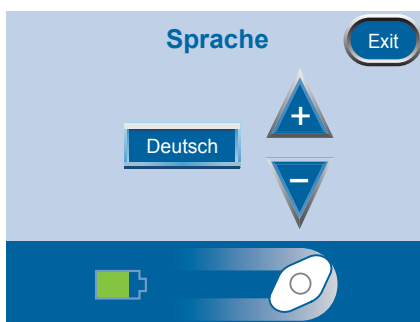 Sprache
Exit
+
Deutsch
−